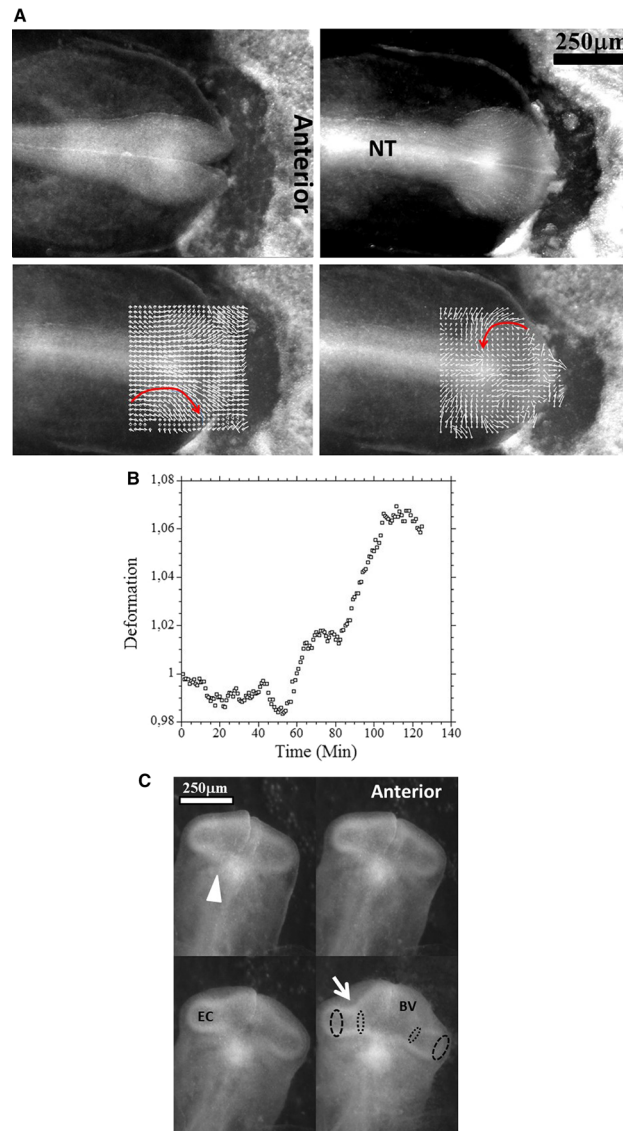 A
250μm
Anterior
NT
B
1,08
1,06
1,04
1,02
1
0,98
Deformation
0
20
40
60
80
100
120
140
Time (Min)
C
250μm
Anterior
EC
BV